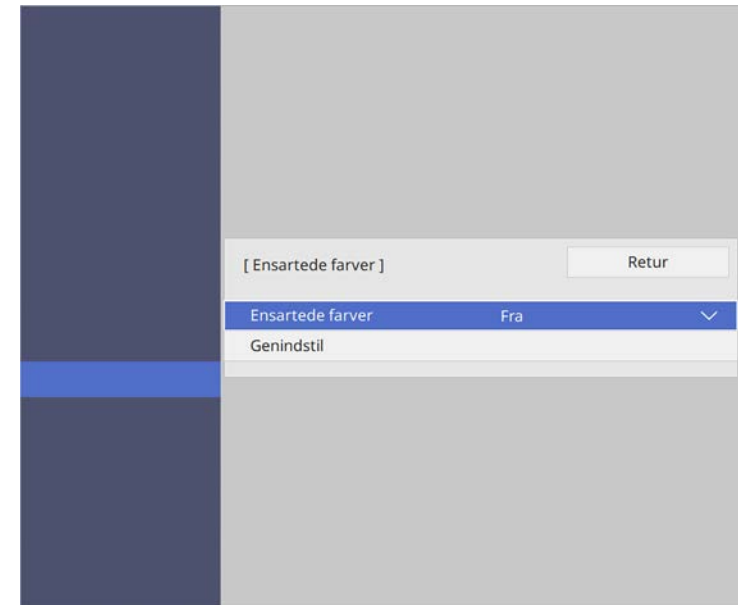 [ Ensartede farver ]
Retur
Ensartede farver Fra
Genindstil